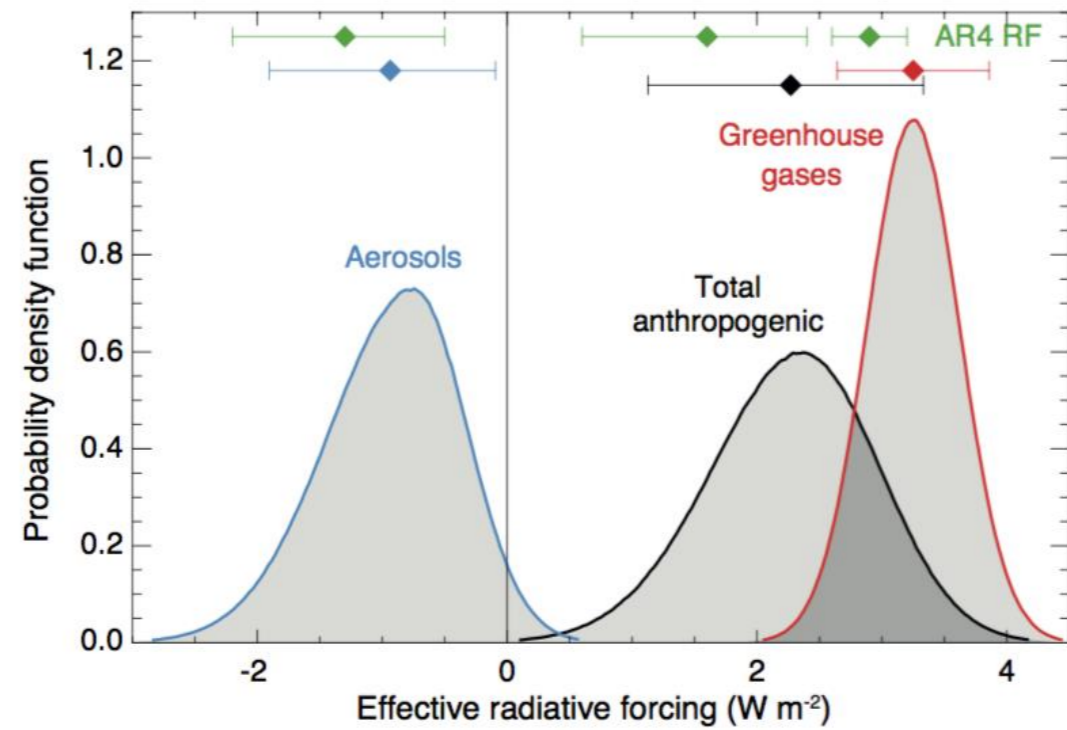 AR4 RF
1.2
1.0
0.8
0.6
0.4
0.2
0.0
Probability density function
Greenhouse
gases
Aerosols
Total
anthropogenic
-2
0
2
4
Effective radiative forcing (W m-2)